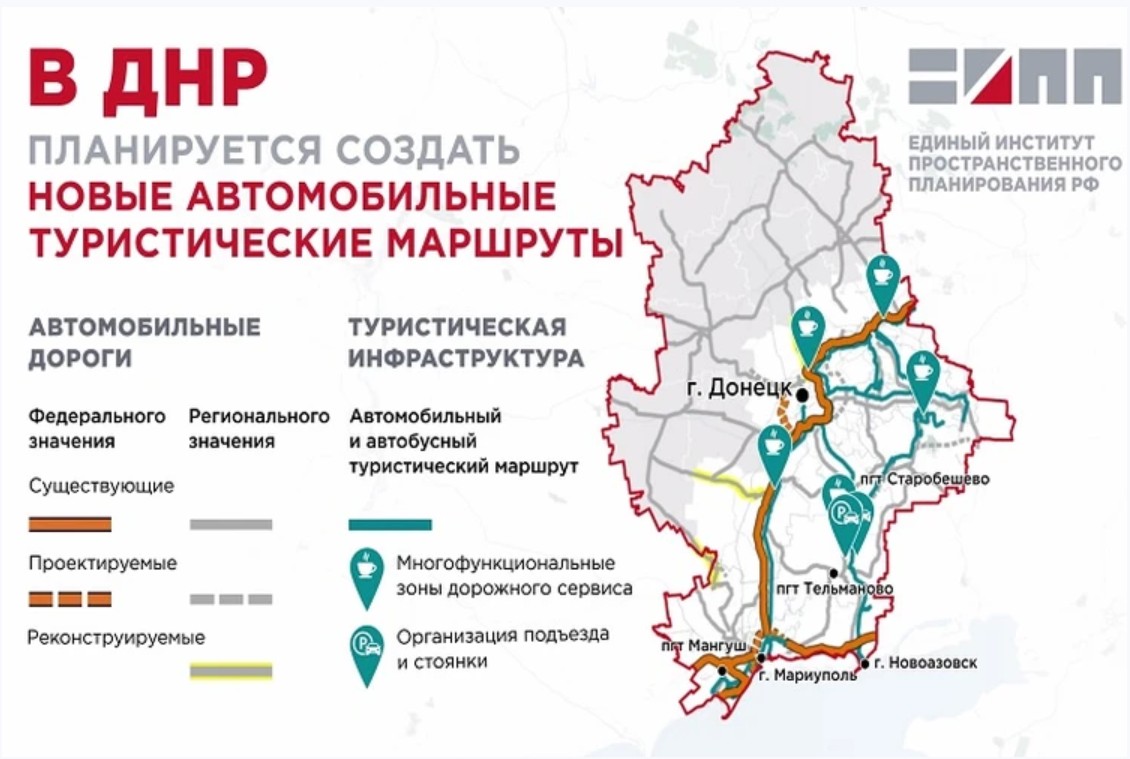 В ДНР
ПЛАНИРУЕТСЯ СОЗДАТЬ
НОВЫЕ АВТОМОБИЛЬНЫЕ
ТУРИСТИЧЕСКИЕ МАРШРУТЫ
ЕИПП
ЕДИНЫЙ ИНСТИТУТ
ПРОСТРАНСТВЕННОГО
ПЛАНИРОВАНИЯ РФ
АВТОМОБИЛЬНЫЕ
ДОРОГИ
Федерального
значения
Регионального
значения
Существующие
Проектируемые
Реконструируемые
ТУРИСТИЧЕСКАЯ
ИНФРАСТРУКТУРА
Автомобильный
и автобусный
туристический маршрут
Многофункциональные
зоны дорожного сервиса
P
Организация подъезда
и стоянки
г. Донецк
пгт Старобешево
P
пгт Тельманово
пгт Мангуш
г. Мариуполь
г. Новоазовск